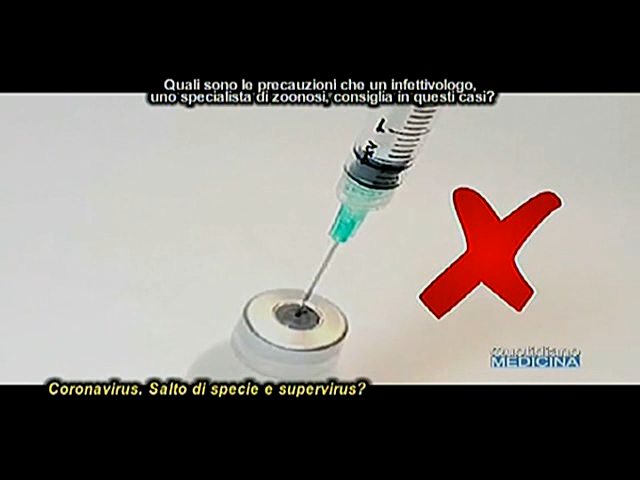 Quali sono le precauzioni che un infettivologo,
uno specialista di zoonosi, consiglia in questi casi?
Quotidiano
MEDICINA
Coronavirus. Salto di specie e supervirus?